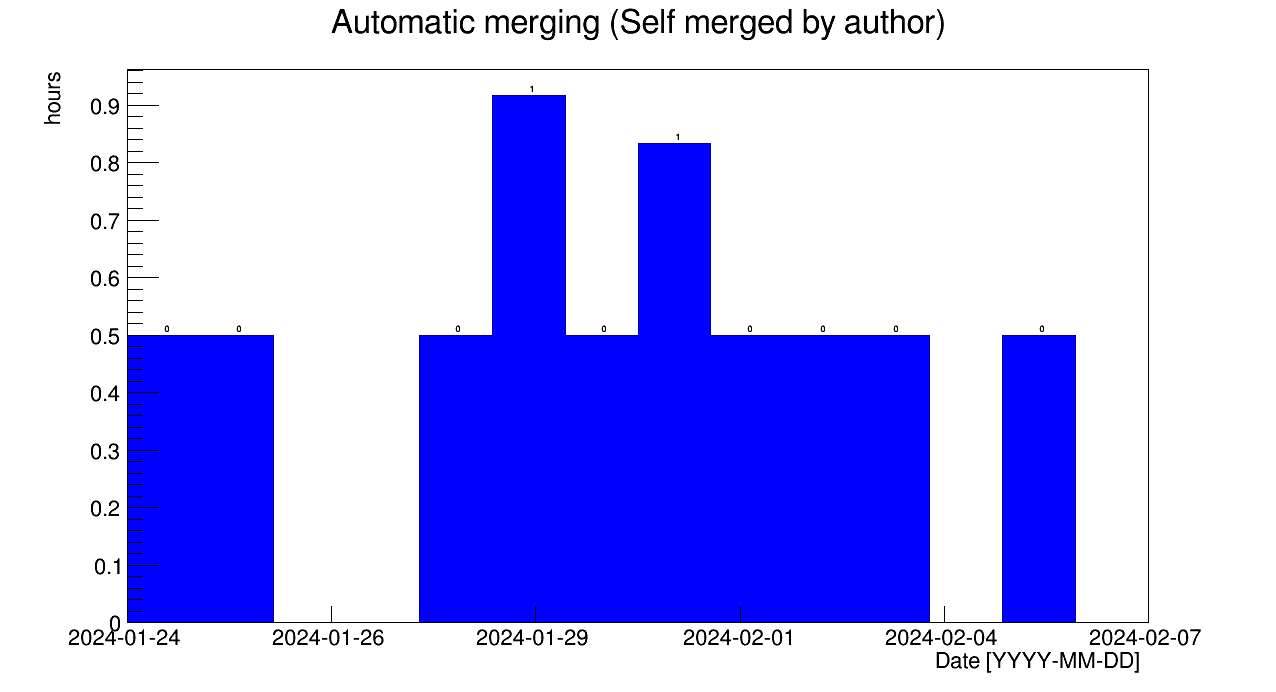 Automatic merging (Self merged by author)
hours
0.9
0.8
0.7
0.6
0.5
0.4
0.3
0.2
0.1
0
0 0 0 1 0 1 0 0 0 0
2024-01-24 2024-01-26 2024-01-29 2024-02-01 2024-02-04 2024-02-07
Date [YYYY-MM-DD]